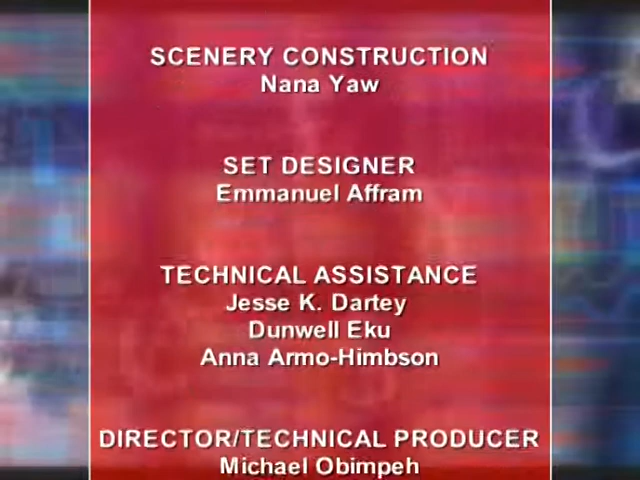 SCENERY CONSTRUCTION
Nana Yaw
SET DESIGNER
Emmanuel Affram
TECHNICAL ASSISTANCE
Jesse K. Dartey
Dunwell Eku
Anna Armo-Himbson
DIRECTOR/TECHNICAL PRODUCER
Michael Obimpeh